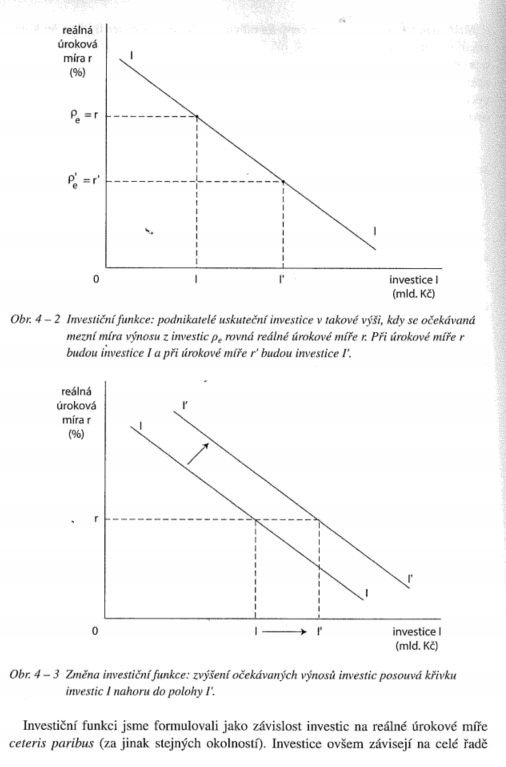 reálná
úroková
míra r
(%)
I
ρe = r
ρ'e = r'
I
0
I
I'
investice I
(mld. Kč)
Obr. 4 – 2 Investiční funkce: podnikatelé uskuteční investice v takové výši, kdy se očekávaná
mezní míra výnosu z investic ρe rovná reálné úrokové míře r. Při úrokové míře r
budou investice I a při úrokové míře r' budou investice I'.
reálná
úroková
míra r
(%)
I'
I
r
I'
I
0
I
I'
investice I
(mld. Kč)
Obr. 4 – 3 Změna investiční funkce: zvýšení očekávaných výnosů investic posouvá křivku
investic I nahoru do polohy I'.
Investiční funkci jsme formulovali jako závislost investic na reálné úrokové míře
ceteris paribus (za jinak stejných okolností). Investice ovšem závisejí na celé řadě